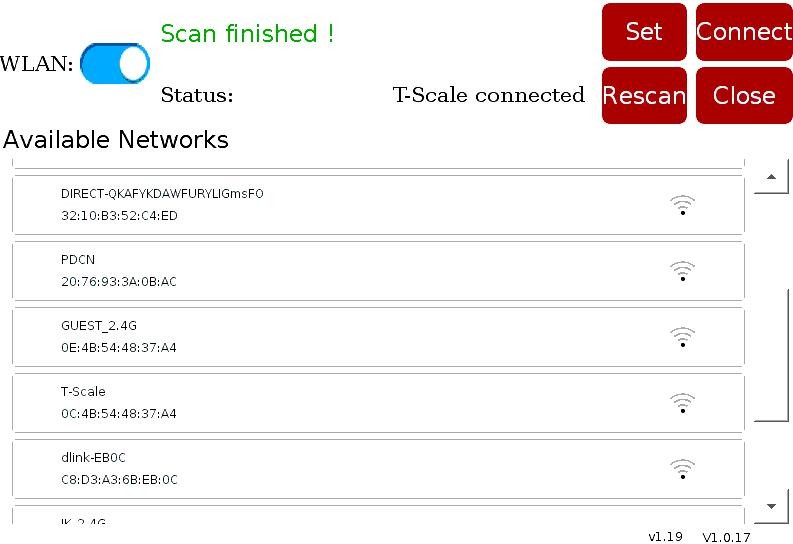 Scan finished !
Set
Connect
WLAN:
Status:
T-Scale connected
Rescan
Close
Available Networks
DIRECT-QKAFYKDAWFURYLIGmsFO
32:10:B3:52:C4:ED
PDCN
20:76:93:3A:0B:AC
GUEST_2.4G
0E:4B:54:48:37:A4
T-Scale
0C:4B:54:48:37:A4
dlink-EB0C
C8:D3:A3:6B:EB:0C
v1.19 V1.0.17